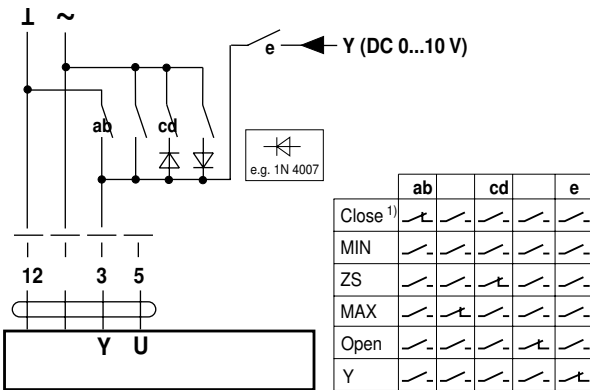 ⊥ ~
e Y (DC 0...10 V)
ab cd
e.g. 1N 4007
12 3 5
Y U
ab cd e
Close 1)
MIN
ZS
MAX
Open
Y